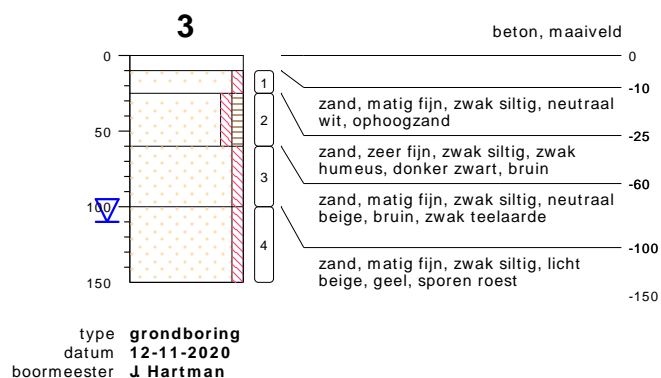 3
beton, maaiveld
0
0
-10
1
zand, matig fijn, zwak siltig, neutraal
wit, ophoogzand
-25
2
50
zand, zeer fijn, zwak siltig, zwak
humeus, donker zwart, bruin
-60
3
zand, matig fijn, zwak siltig, neutraal
beige, bruin, zwak teelaarde
100
-100
4
zand, matig fijn, zwak siltig, licht
beige, geel, sporen roest
150
-150
type grondboring
datum 12-11-2020
boormeester J. Hartman